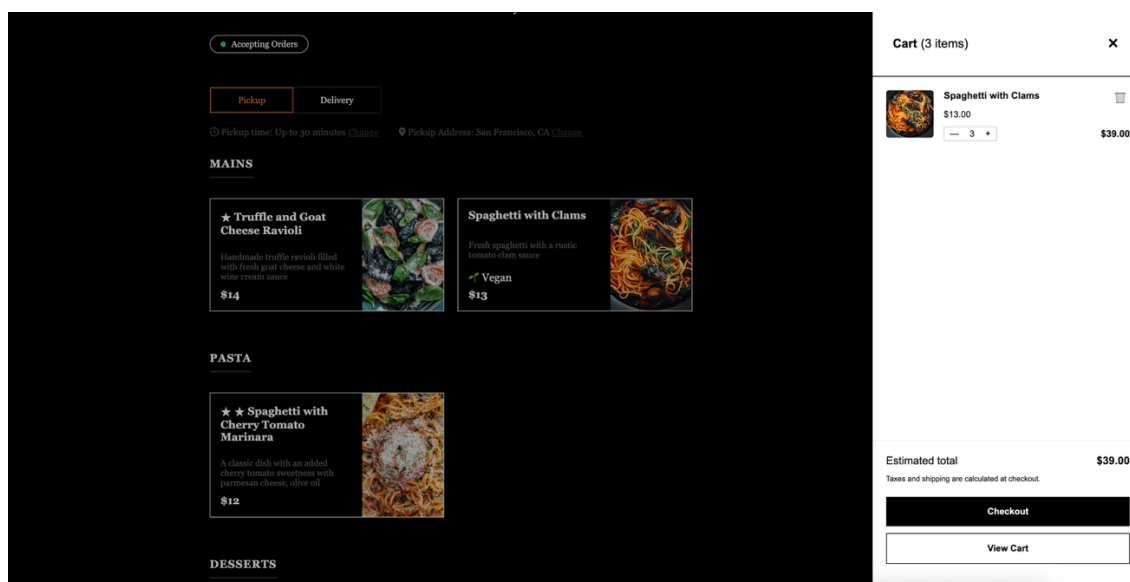 Accepting Orders
Pickup
Delivery
Pickup time: Up to 30 minutes Change
Pickup Address: San Francisco, CA Change
MAINS
★ Truffle and Goat
Cheese Ravioli
Handmade truffle ravioli filled
with fresh goat cheese and white
wine cream sauce
$14
Spaghetti with Clams
Fresh spaghetti with a rustic
tomato clam sauce
Vegan
$13
PASTA
★ ★ Spaghetti with
Cherry Tomato
Marinara
A classic dish with an added
cherry tomato sweetness with
parmesan cheese, olive oil
$12
DESSERTS
Cart (3 items)
Spaghetti with Clams
$13.00
— 3 +
$39.00
Estimated total
$39.00
Taxes and shipping are calculated at checkout.
Checkout
View Cart